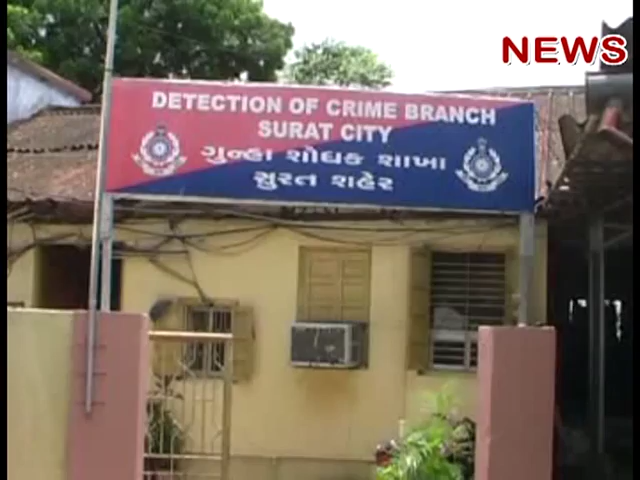 NEWS
DETECTION OF CRIME BRANCH
SURAT CITY
ગુન્હા શોધક શાખા
સુરત શહેર